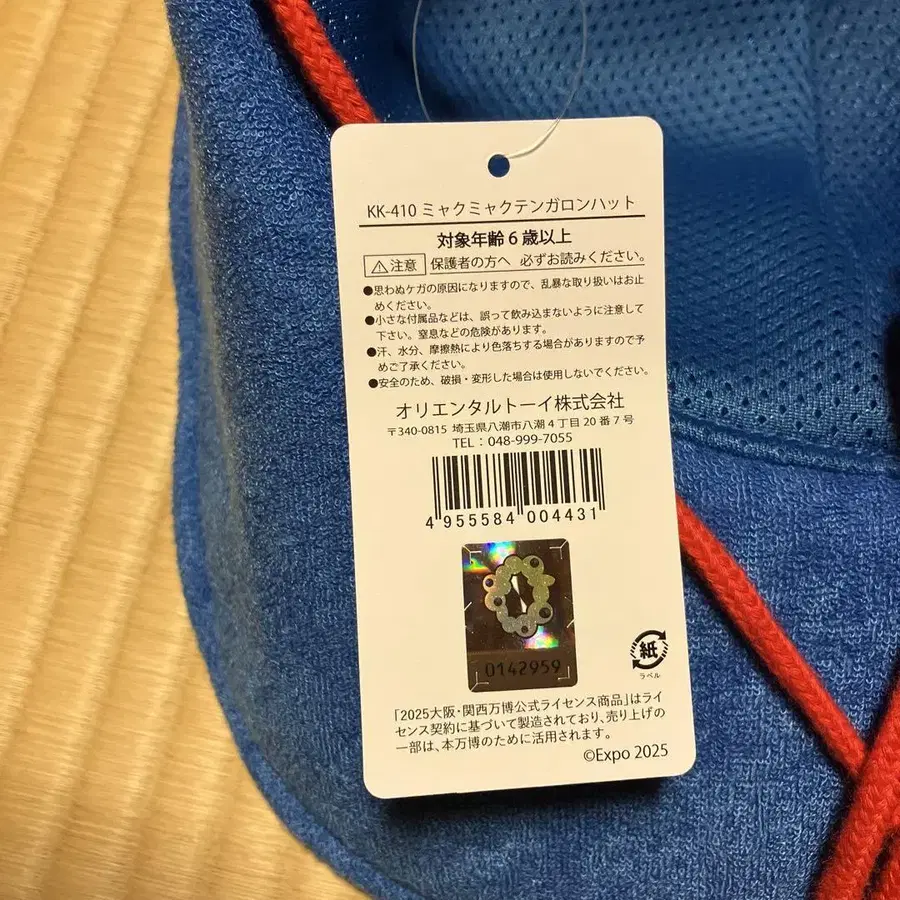 KK-410 ミャクミャクテンガロンハット
対象年齢6歳以上
⚠注意 保護者の方へ 必ずお読みください。
●思わぬケガの原因になりますので、乱暴な取り扱いはお止
めください。
●小さな付属品などは、誤って飲み込まないように注意して
下さい。窒息などの危険があります。
●汗、水分、摩擦熱により色落ちする場合がありますので予
めご了承ください。
●安全のため、破損・変形した場合は使用しないでください。
オリエンタルトーイ株式会社
〒340-0815 埼玉県八潮市八潮4丁目20番7号
TEL：048-999-7055
4 955584 004431
0142959
紙
ラベル
「2025大阪・関西万博公式ライセンス商品」はライ
センス契約に基づいて製造されており、売り上げの
一部は、本万博のために活用されます。
©Expo 2025